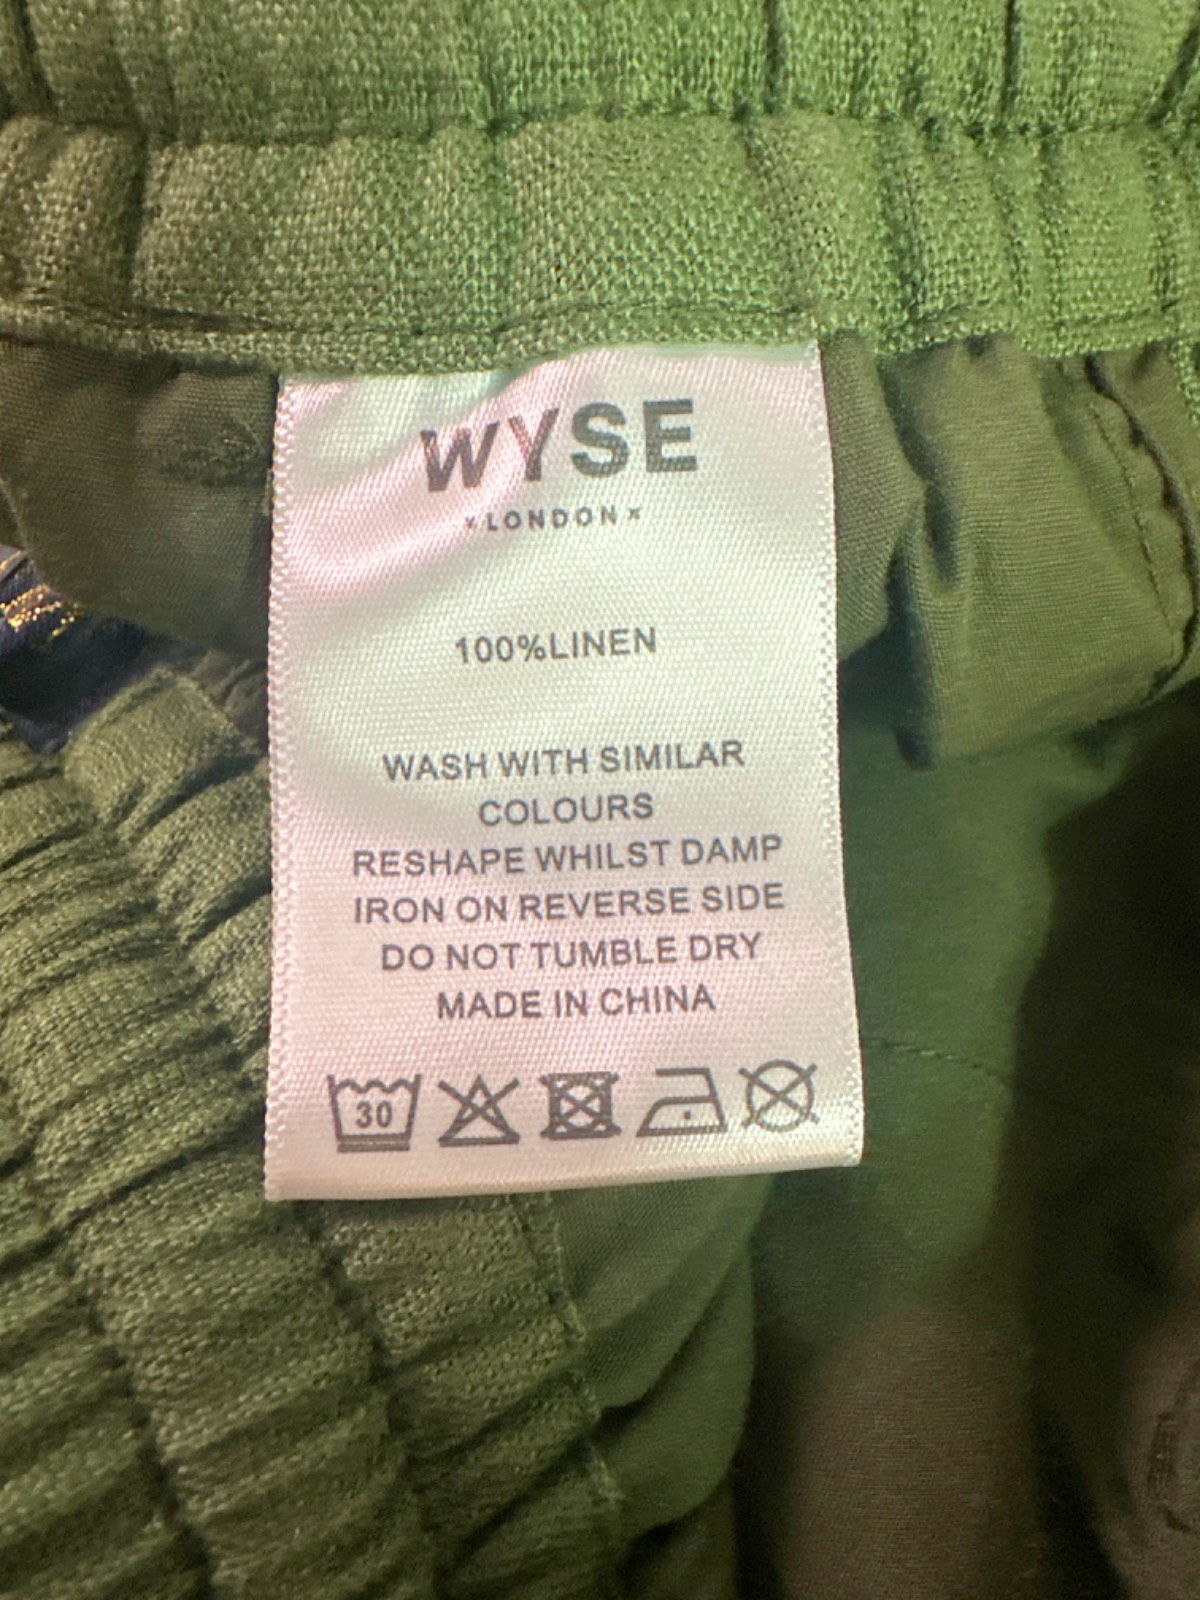 WYSE
x LONDON x
100%LINEN
WASH WITH SIMILAR
COLOURS
RESHAPE WHILST DAMP
IRON ON REVERSE SIDE
DO NOT TUMBLE DRY
MADE IN CHINA
30